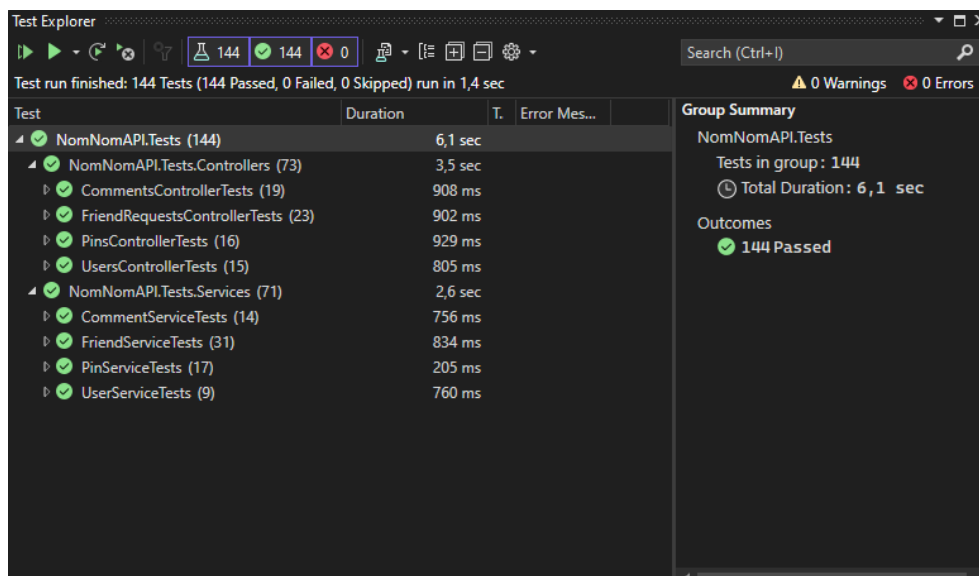 Test Explorer
144 144 0
Search (Ctrl+I)
Test run finished: 144 Tests (144 Passed, 0 Failed, 0 Skipped) run in 1,4 sec
0 Warnings 0 Errors
Test Duration T. Error Mes...
NomNomAPI.Tests (144) 6,1 sec
NomNomAPI.Tests.Controllers (73) 3,5 sec
CommentsControllerTests (19) 908 ms
FriendRequestsControllerTests (23) 902 ms
PinsControllerTests (16) 929 ms
UsersControllerTests (15) 805 ms
NomNomAPI.Tests.Services (71) 2,6 sec
CommentServiceTests (14) 756 ms
FriendServiceTests (31) 834 ms
PinServiceTests (17) 205 ms
UserServiceTests (9) 760 ms
Group Summary
NomNomAPI.Tests
Tests in group: 144
Total Duration: 6,1 sec
Outcomes
144 Passed